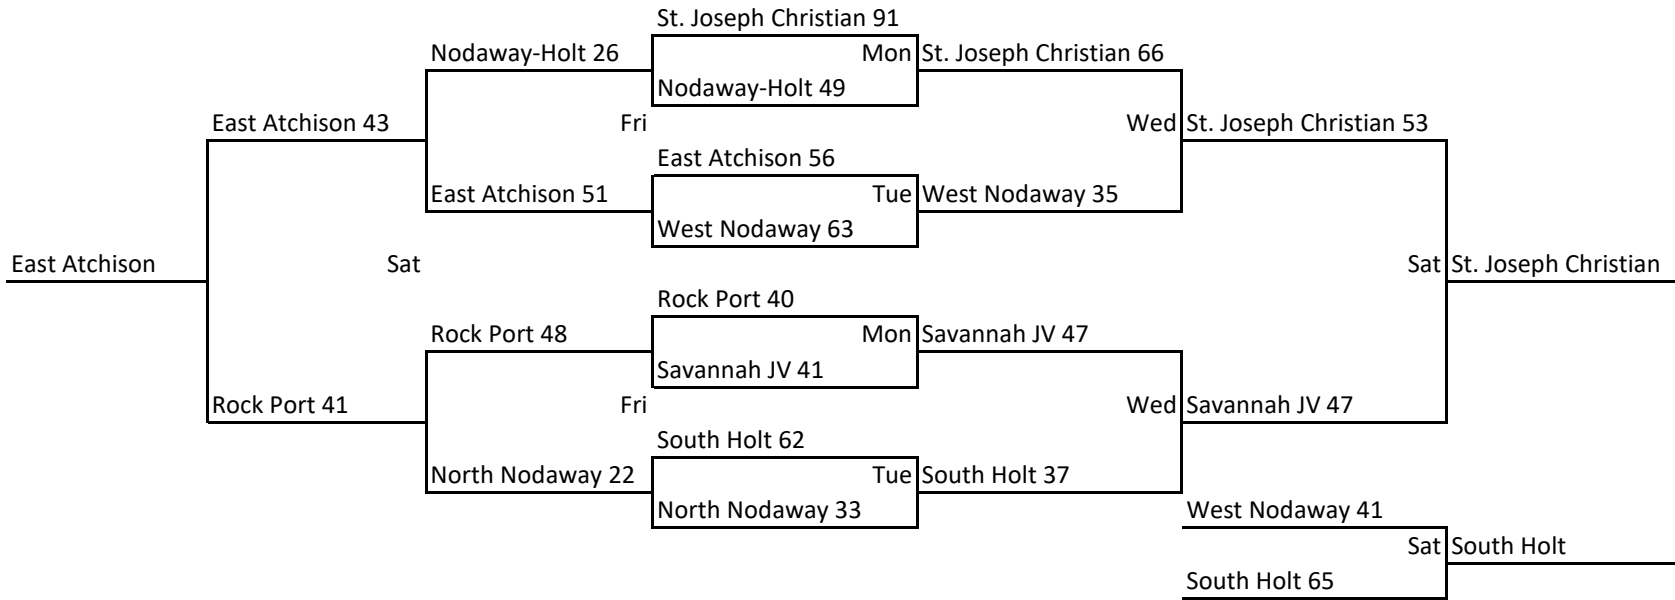 St. Joseph Christian 91
Nodaway-Holt 26
Mon
St. Joseph Christian 66
Nodaway-Holt 49
East Atchison 43
Fri
Wed
St. Joseph Christian 53
East Atchison 56
East Atchison 51
Tue
West Nodaway 35
West Nodaway 63
East Atchison
Sat
Sat
St. Joseph Christian
Rock Port 40
Rock Port 48
Mon
Savannah JV 47
Savannah JV 41
Rock Port 41
Fri
Wed
Savannah JV 47
South Holt 62
North Nodaway 22
Tue
South Holt 37
North Nodaway 33
West Nodaway 41
Sat
South Holt
South Holt 65